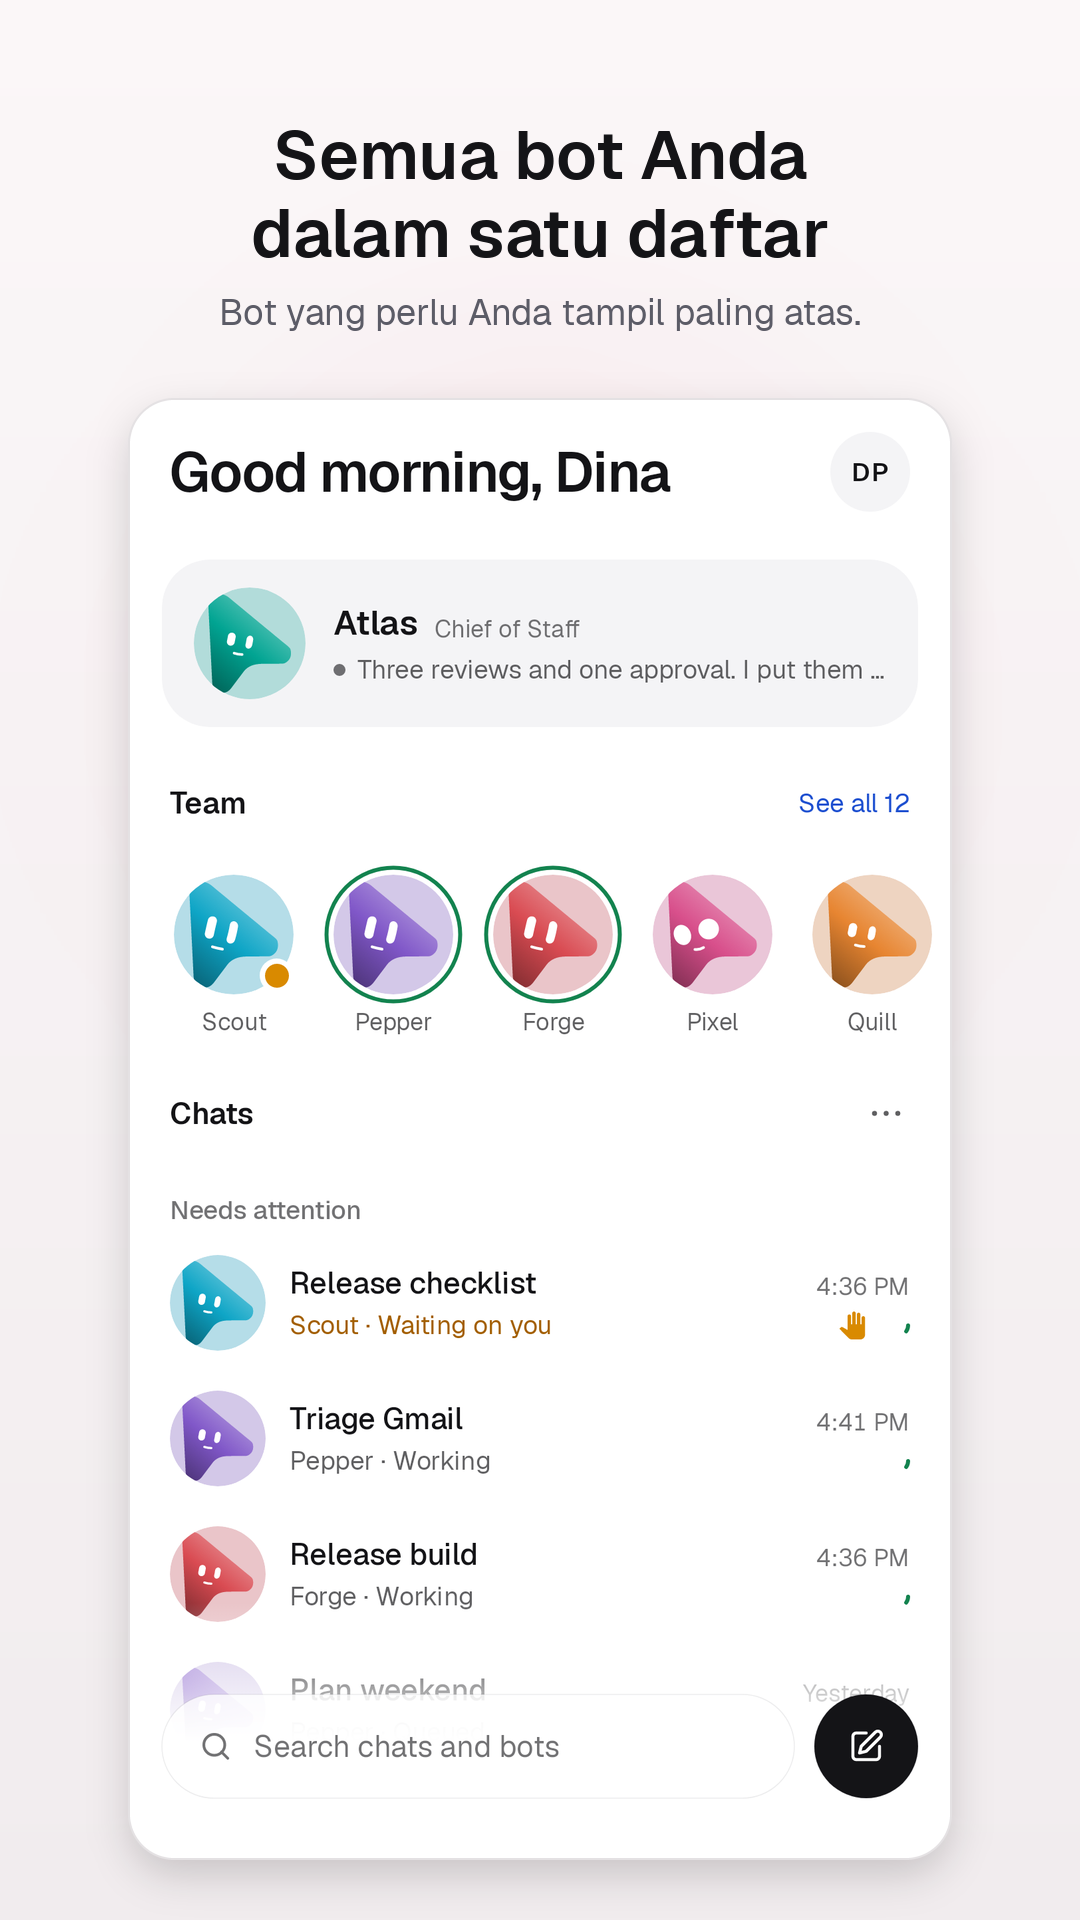 Semua bot Anda
dalam satu daftar
Bot yang perlu Anda tampil paling atas.
Good morning, Dina
DP
Atlas Chief of Staff
Three reviews and one approval. I put them ...
Team
See all 12
Scout
Pepper
Forge
Pixel
Quill
Chats
Needs attention
Release checklist
4:36 PM
Scout · Waiting on you
Triage Gmail
4:41 PM
Pepper · Working
Release build
4:36 PM
Forge · Working
Plan weekend
Yesterday
Search chats and bots